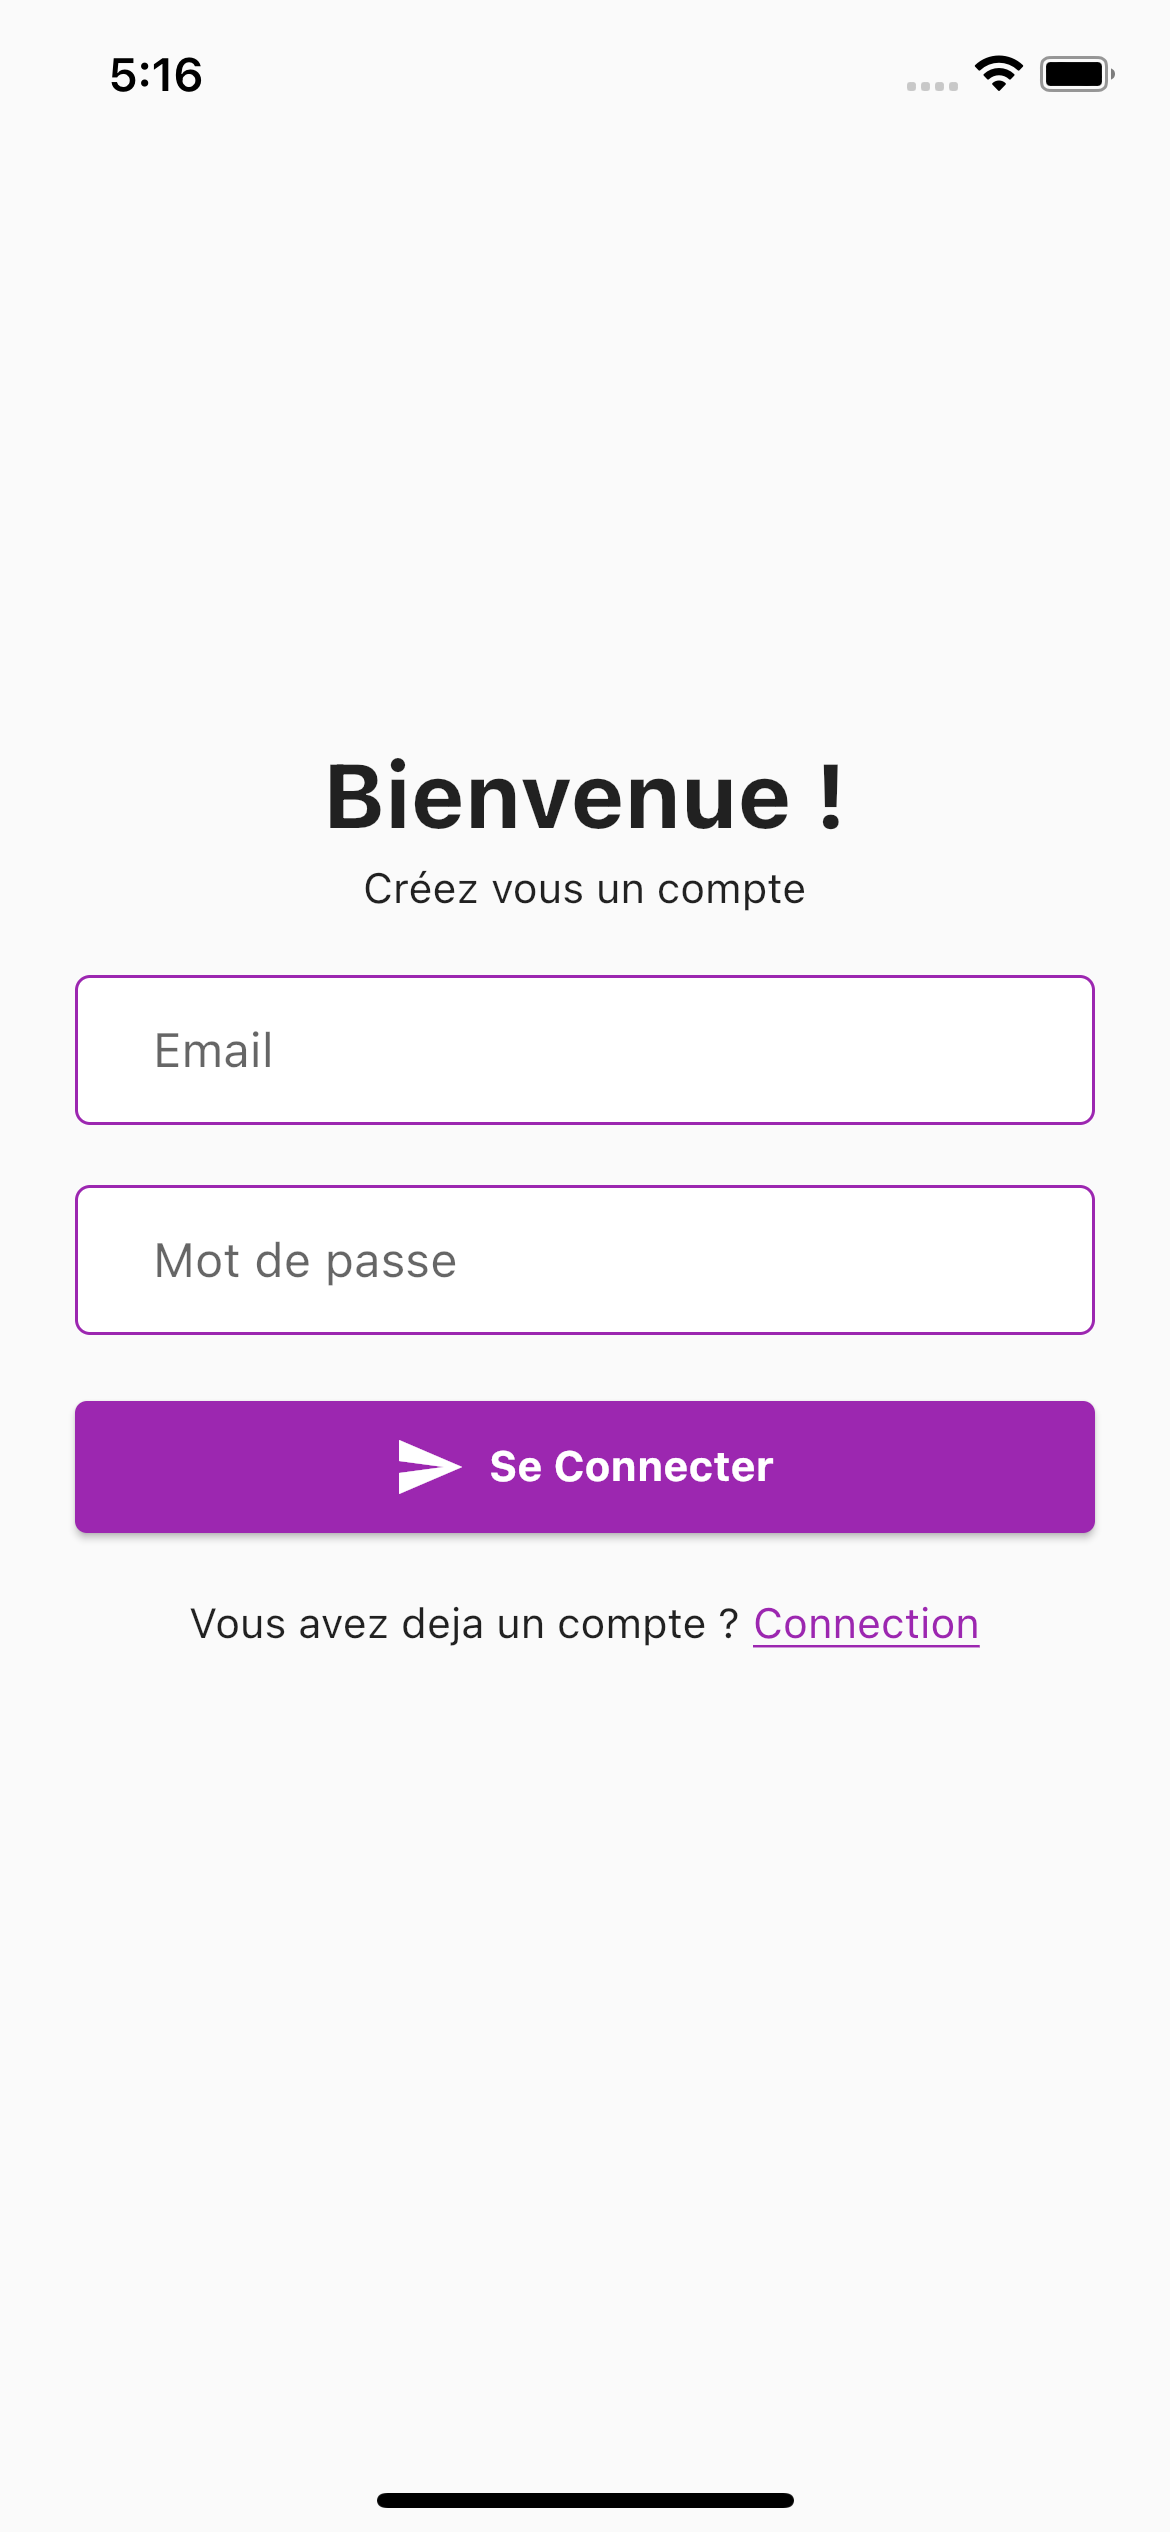 5:16
Bienvenue !
Créez vous un compte
Email
Mot de passe
Se Connecter
Vous avez deja un compte ? Connection